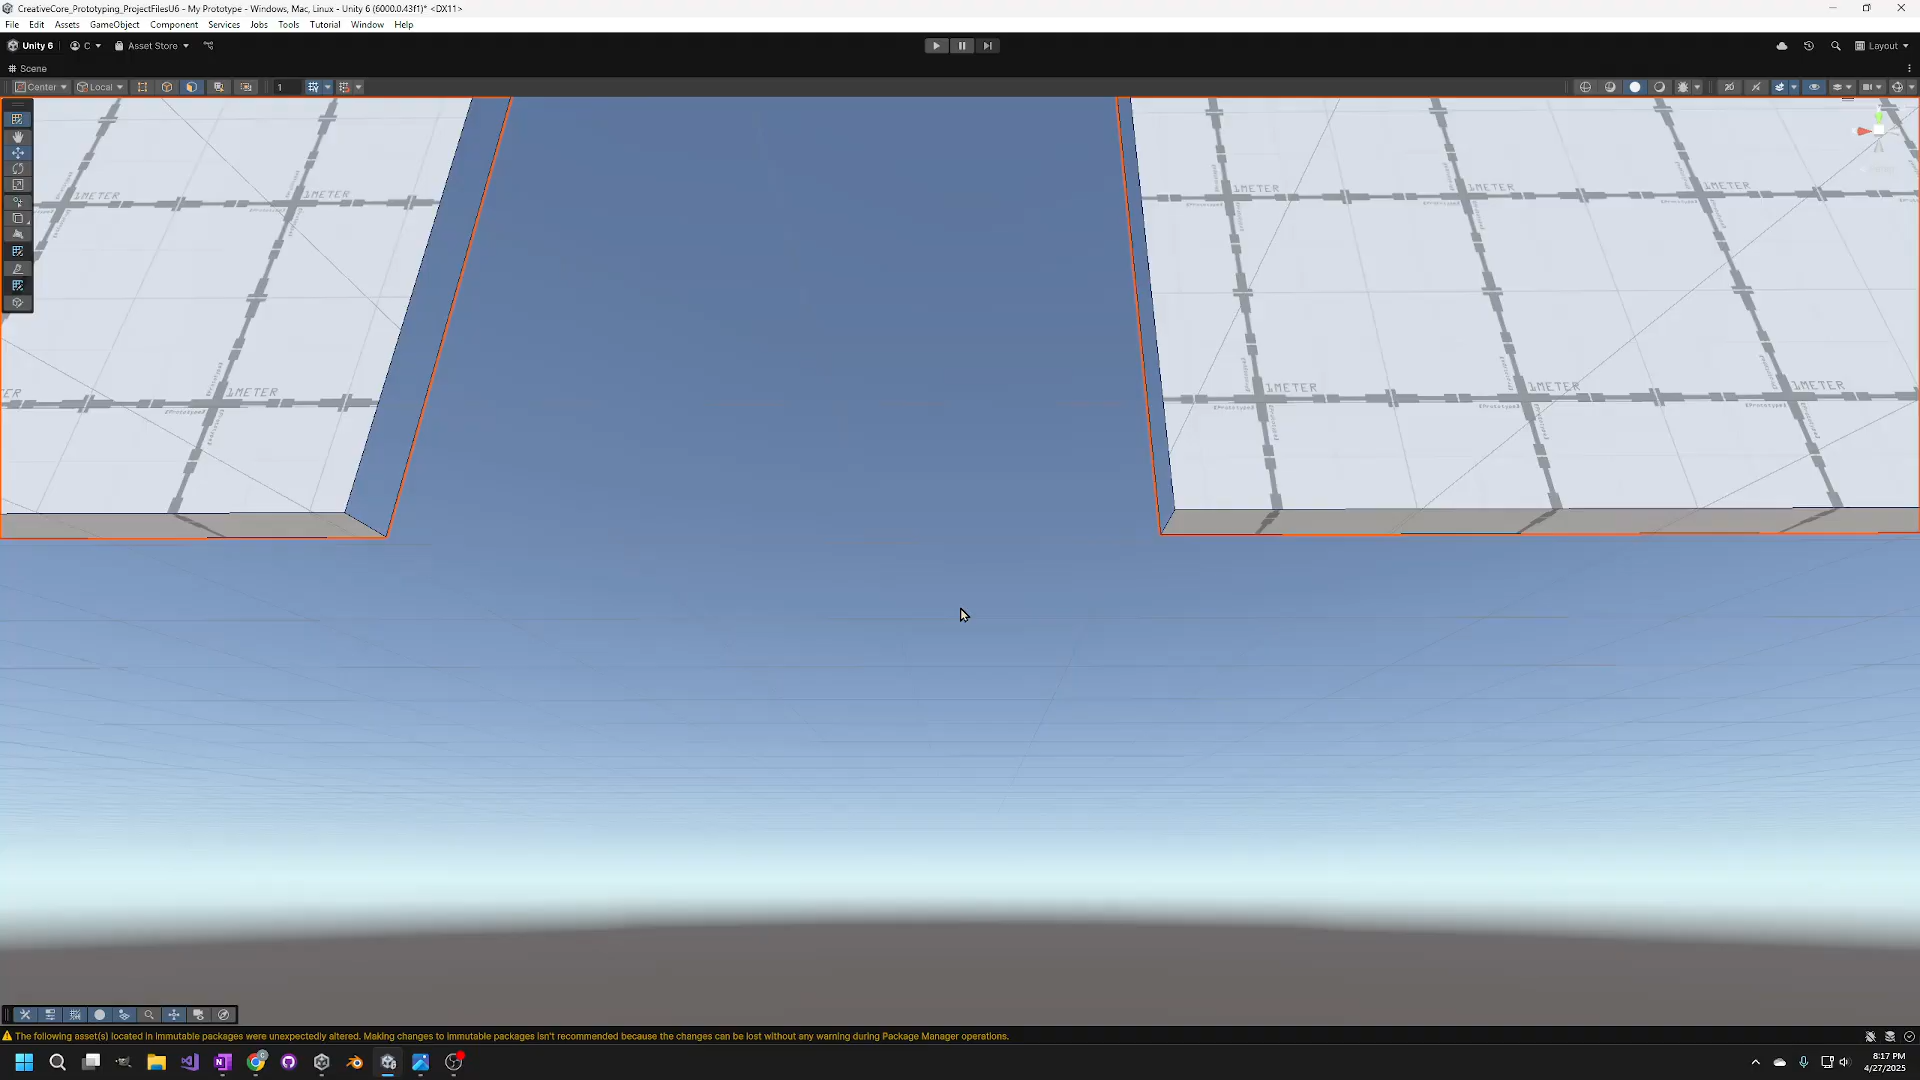 CreativeCore_Prototyping_ProjectFilesU6 - My Prototype - Windows, Mac, Linux - Unity 6 (6000.0.43f1)* <DX11>
File Edit Assets GameObject Component Services Jobs Tools Tutorial Window Help
Unity 6 C Asset Store Layout
Scene
Center Local 1
1METER 1METER 1METER 1METER 1METER
1METER 1METER 1METER 1METER
The following asset(s) located in immutable packages were unexpectedly altered. Making changes to immutable packages isn't recommended because the changes can be lost without any warning during Package Manager operations.
8:17 PM
4/27/2025